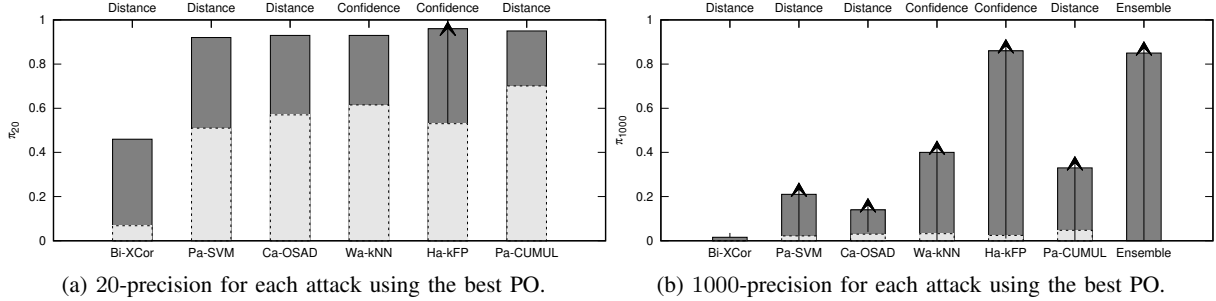 Distance Distance Distance Confidence Confidence Distance
1
0.8
0.6
0.4
0.2
0
π20
Bi-XCor Pa-SVM Ca-OSAD Wa-kNN Ha-kFP Pa-CUMUL
(a) 20-precision for each attack using the best PO.
Distance Distance Distance Confidence Confidence Distance Ensemble
1
0.8
0.6
0.4
0.2
0
π1000
Bi-XCor Pa-SVM Ca-OSAD Wa-kNN Ha-kFP Pa-CUMUL Ensemble
(b) 1000-precision for each attack using the best PO.